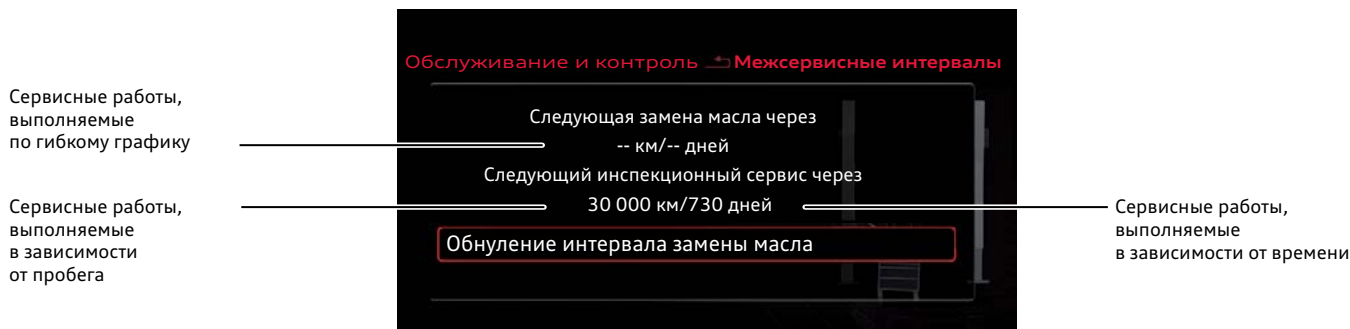 Обслуживание и контроль Межсервисные интервалы
Сервисные работы,
выполняемые
по гибкому графику
Следующая замена масла через
-- км/-- дней
Следующий инспекционный сервис через
Сервисные работы,
выполняемые
в зависимости
от пробега
30 000 км/730 дней
Сервисные работы,
выполняемые
в зависимости от времени
Обнуление интервала замены масла